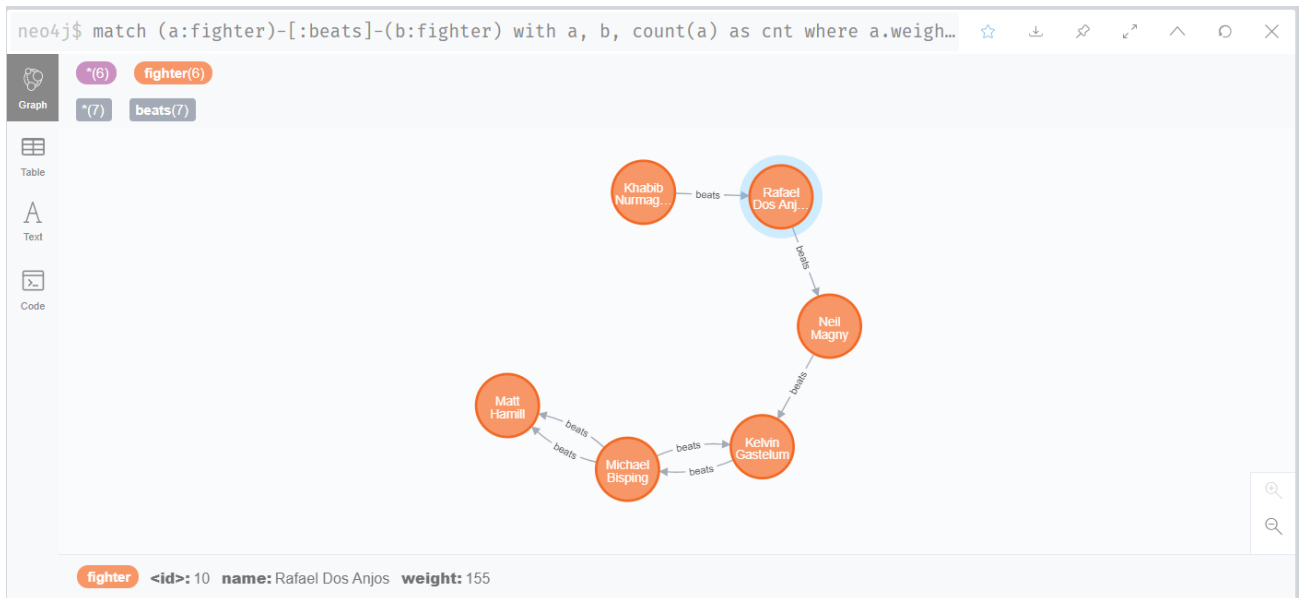 neo4j$ match (a:fighter)-[:beats]-(b:fighter) with a, b, count(a) as cnt where a.weigh…
*(6) fighter(6)
Graph
*(7) beats(7)
Table
Text
Code
Khabib
Nurmag…
beats
Rafael
Dos Anj…
beats
Neil
Magny
beats
Matt
Hamill
beats
beats
Michael
Bisping
beats
beats
Kelvin
Gastelum
fighter <id>: 10 name: Rafael Dos Anjos weight: 155